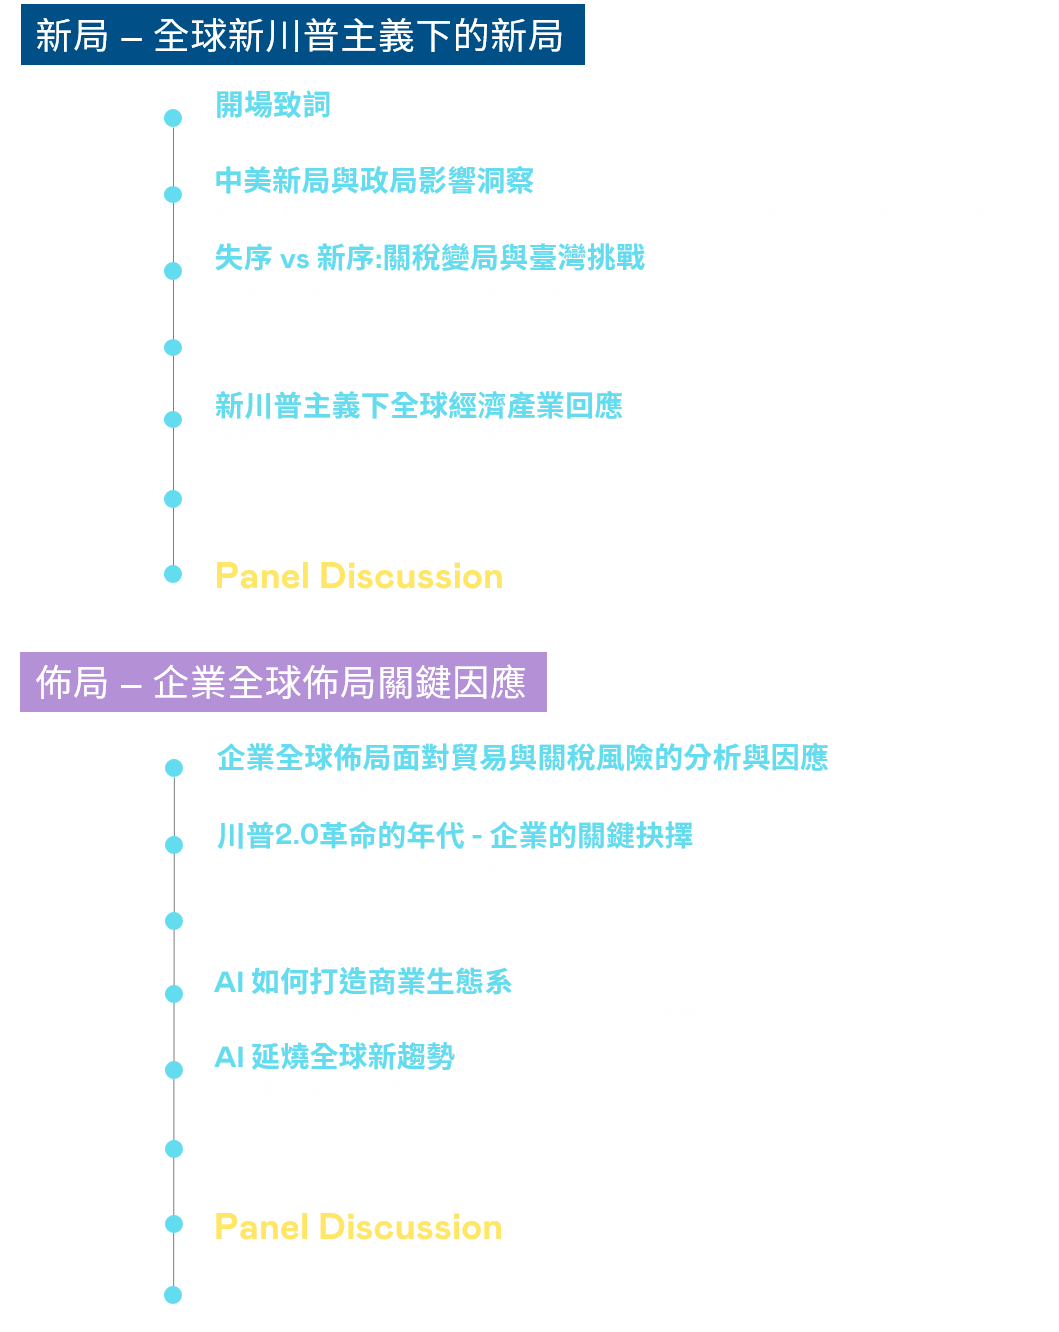 新局 – 全球新川普主義下的新局
開場致詞
中美新局與政局影響洞察
失序 vs 新序:關稅變局與臺灣挑戰
新川普主義下全球經濟產業回應
Panel Discussion
佈局 – 企業全球佈局關鍵因應
企業全球佈局面對貿易與關稅風險的分析與因應
川普2.0革命的年代 - 企業的關鍵抉擇
AI 如何打造商業生態系
AI 延燒全球新趨勢
Panel Discussion